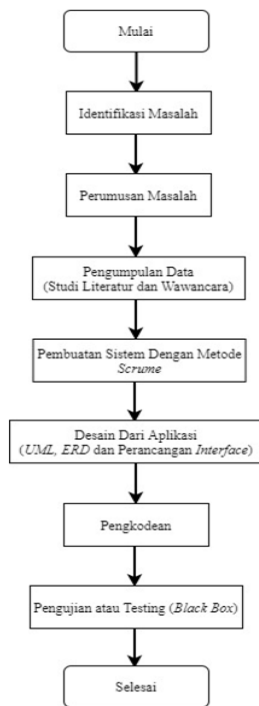 Mulai
Identifikasi Masalah
Perumusan Masalah
Pengumpulan Data
(Studi Literatur dan Wawancara)
Pembuatan Sistem Dengan Metode
Scrume
Desain Dari Aplikasi
(UML, ERD dan Perancangan Interface)
Pengkodean
Pengujian atau Testing (Black Box)
Selesai